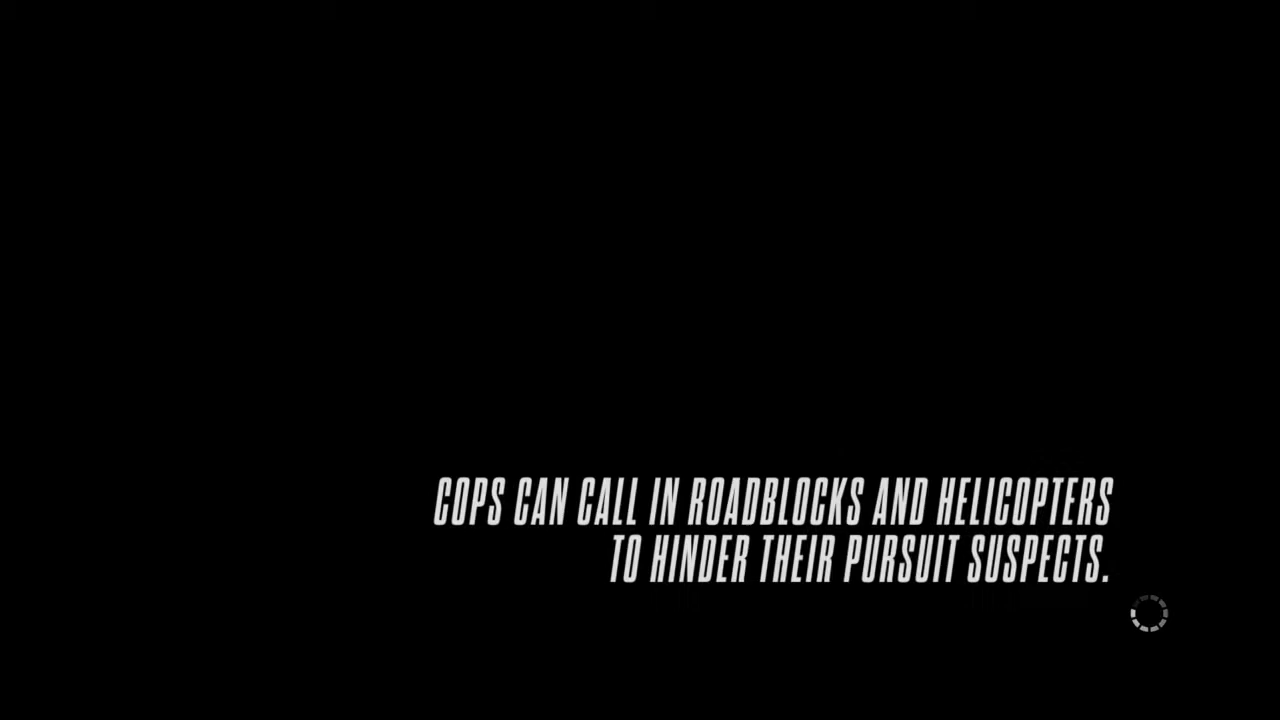 COPS CAN CALL IN ROADBLOCKS AND HELICOPTERS
TO HINDER THEIR PURSUIT SUSPECTS.